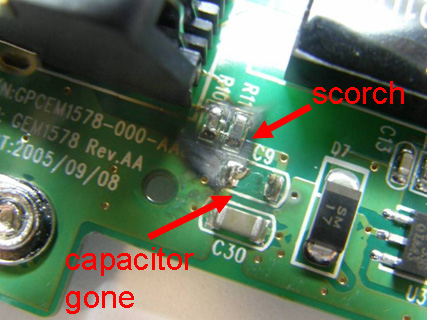 R11
R10
scorch
:GPCEM1578-000-AA
GEM1578 Rev.AA
T:2005/09/08
C9
D7
C13
SM
C30
U3
capacitor
gone